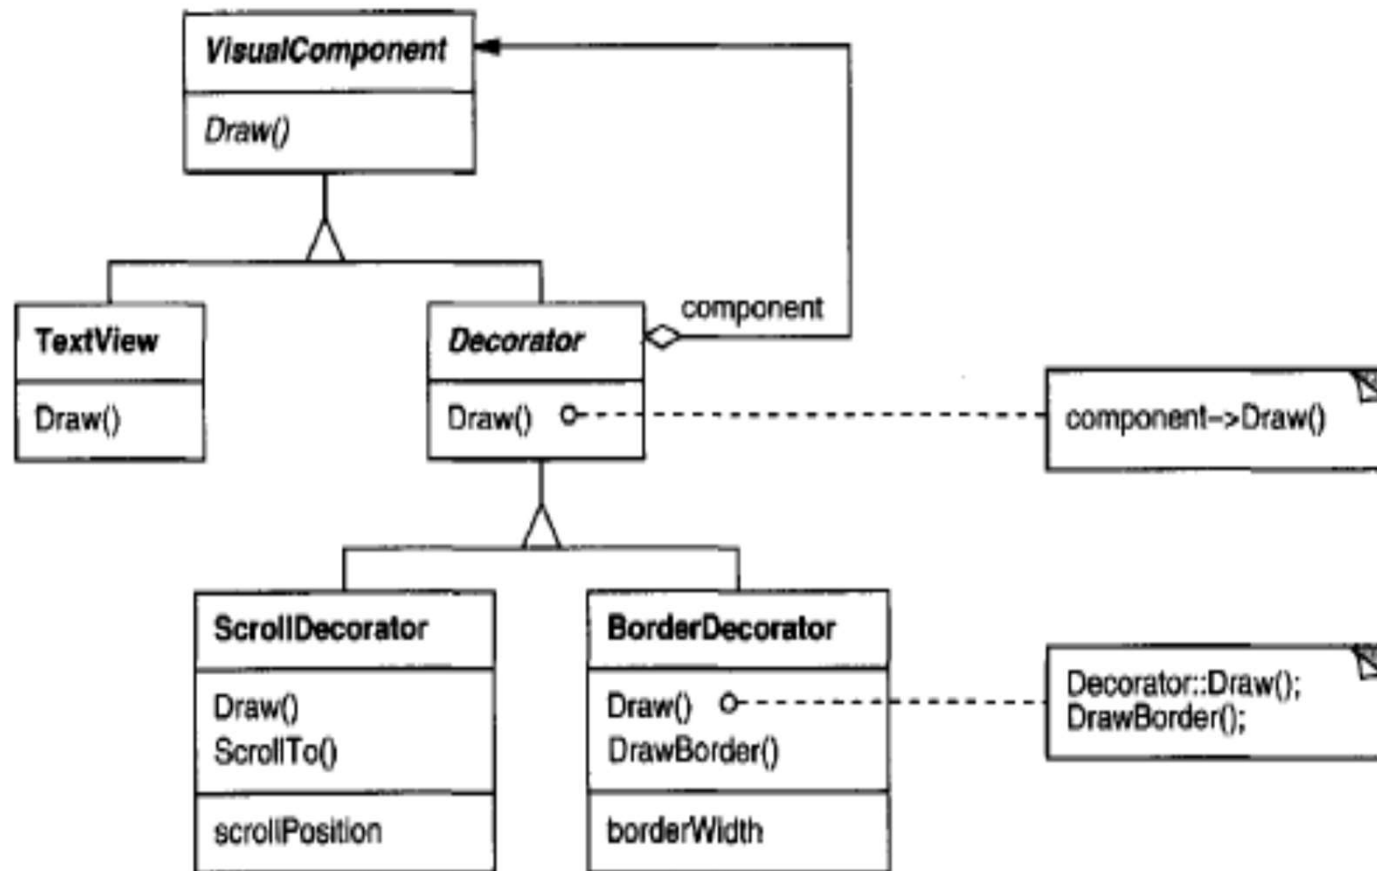 VisualComponent
Draw()
component
TextView
Draw()
Decorator
Draw()
component->Draw()
ScrollDecorator
Draw()
ScrollTo()
scrollPosition
BorderDecorator
Draw()
DrawBorder()
borderWidth
Decorator::Draw();
DrawBorder();